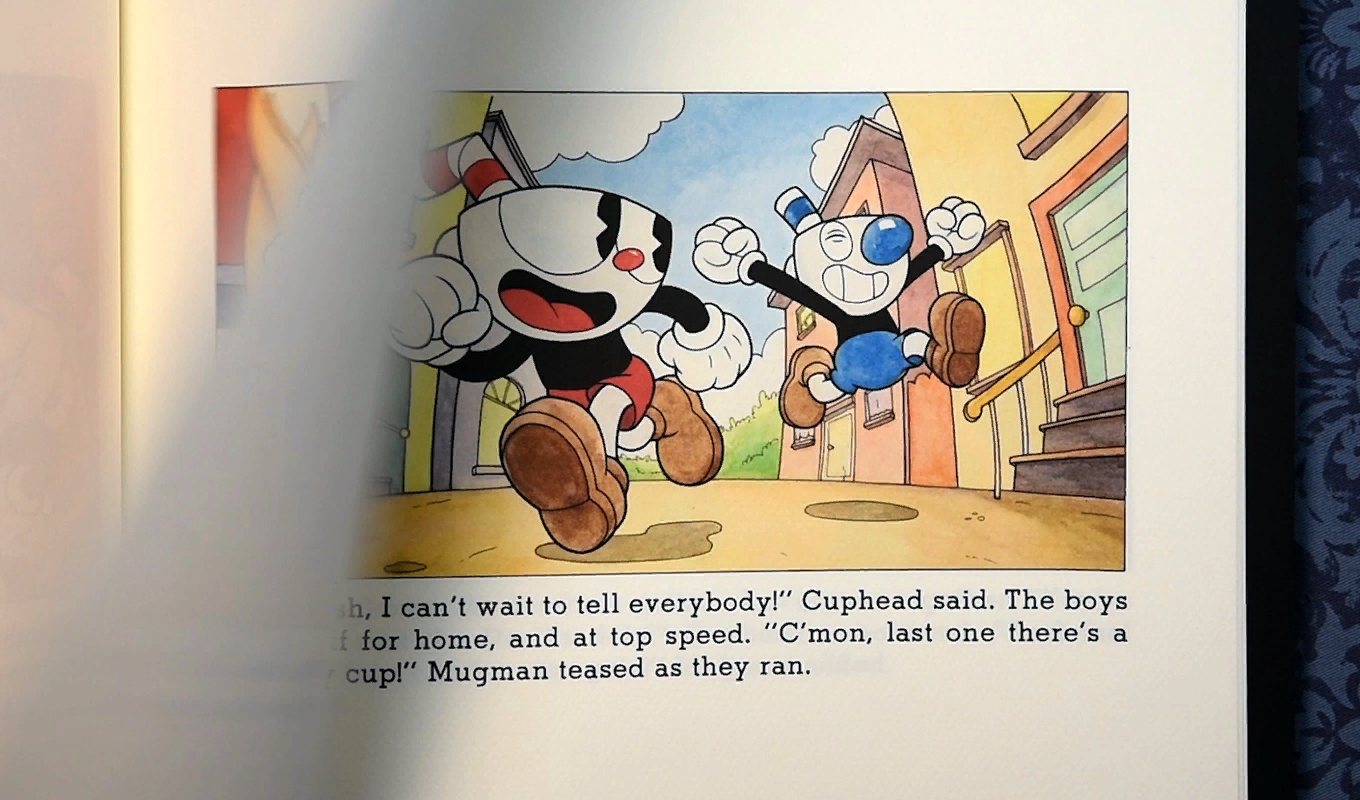 I can't wait to tell everybody!" Cuphead said. The boys
for home, and at top speed. "C'mon, last one there's a
cup!" Mugman teased as they ran.